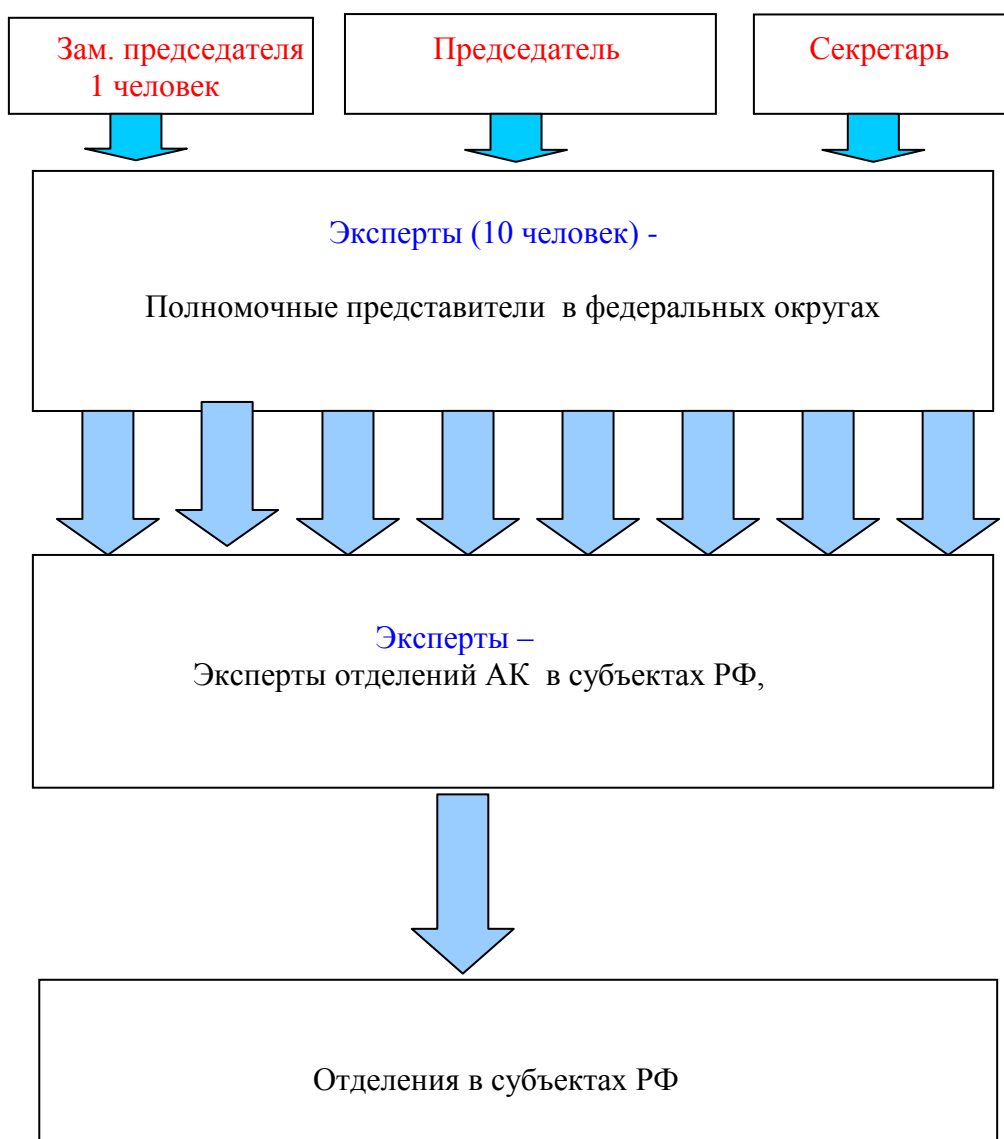 Зам. председателя
1 человек
Председатель
Секретарь
Эксперты (10 человек) -
Полномочные представители в федеральных округах
Эксперты –
Эксперты отделений АК в субъектах РФ,
Отделения в субъектах РФ